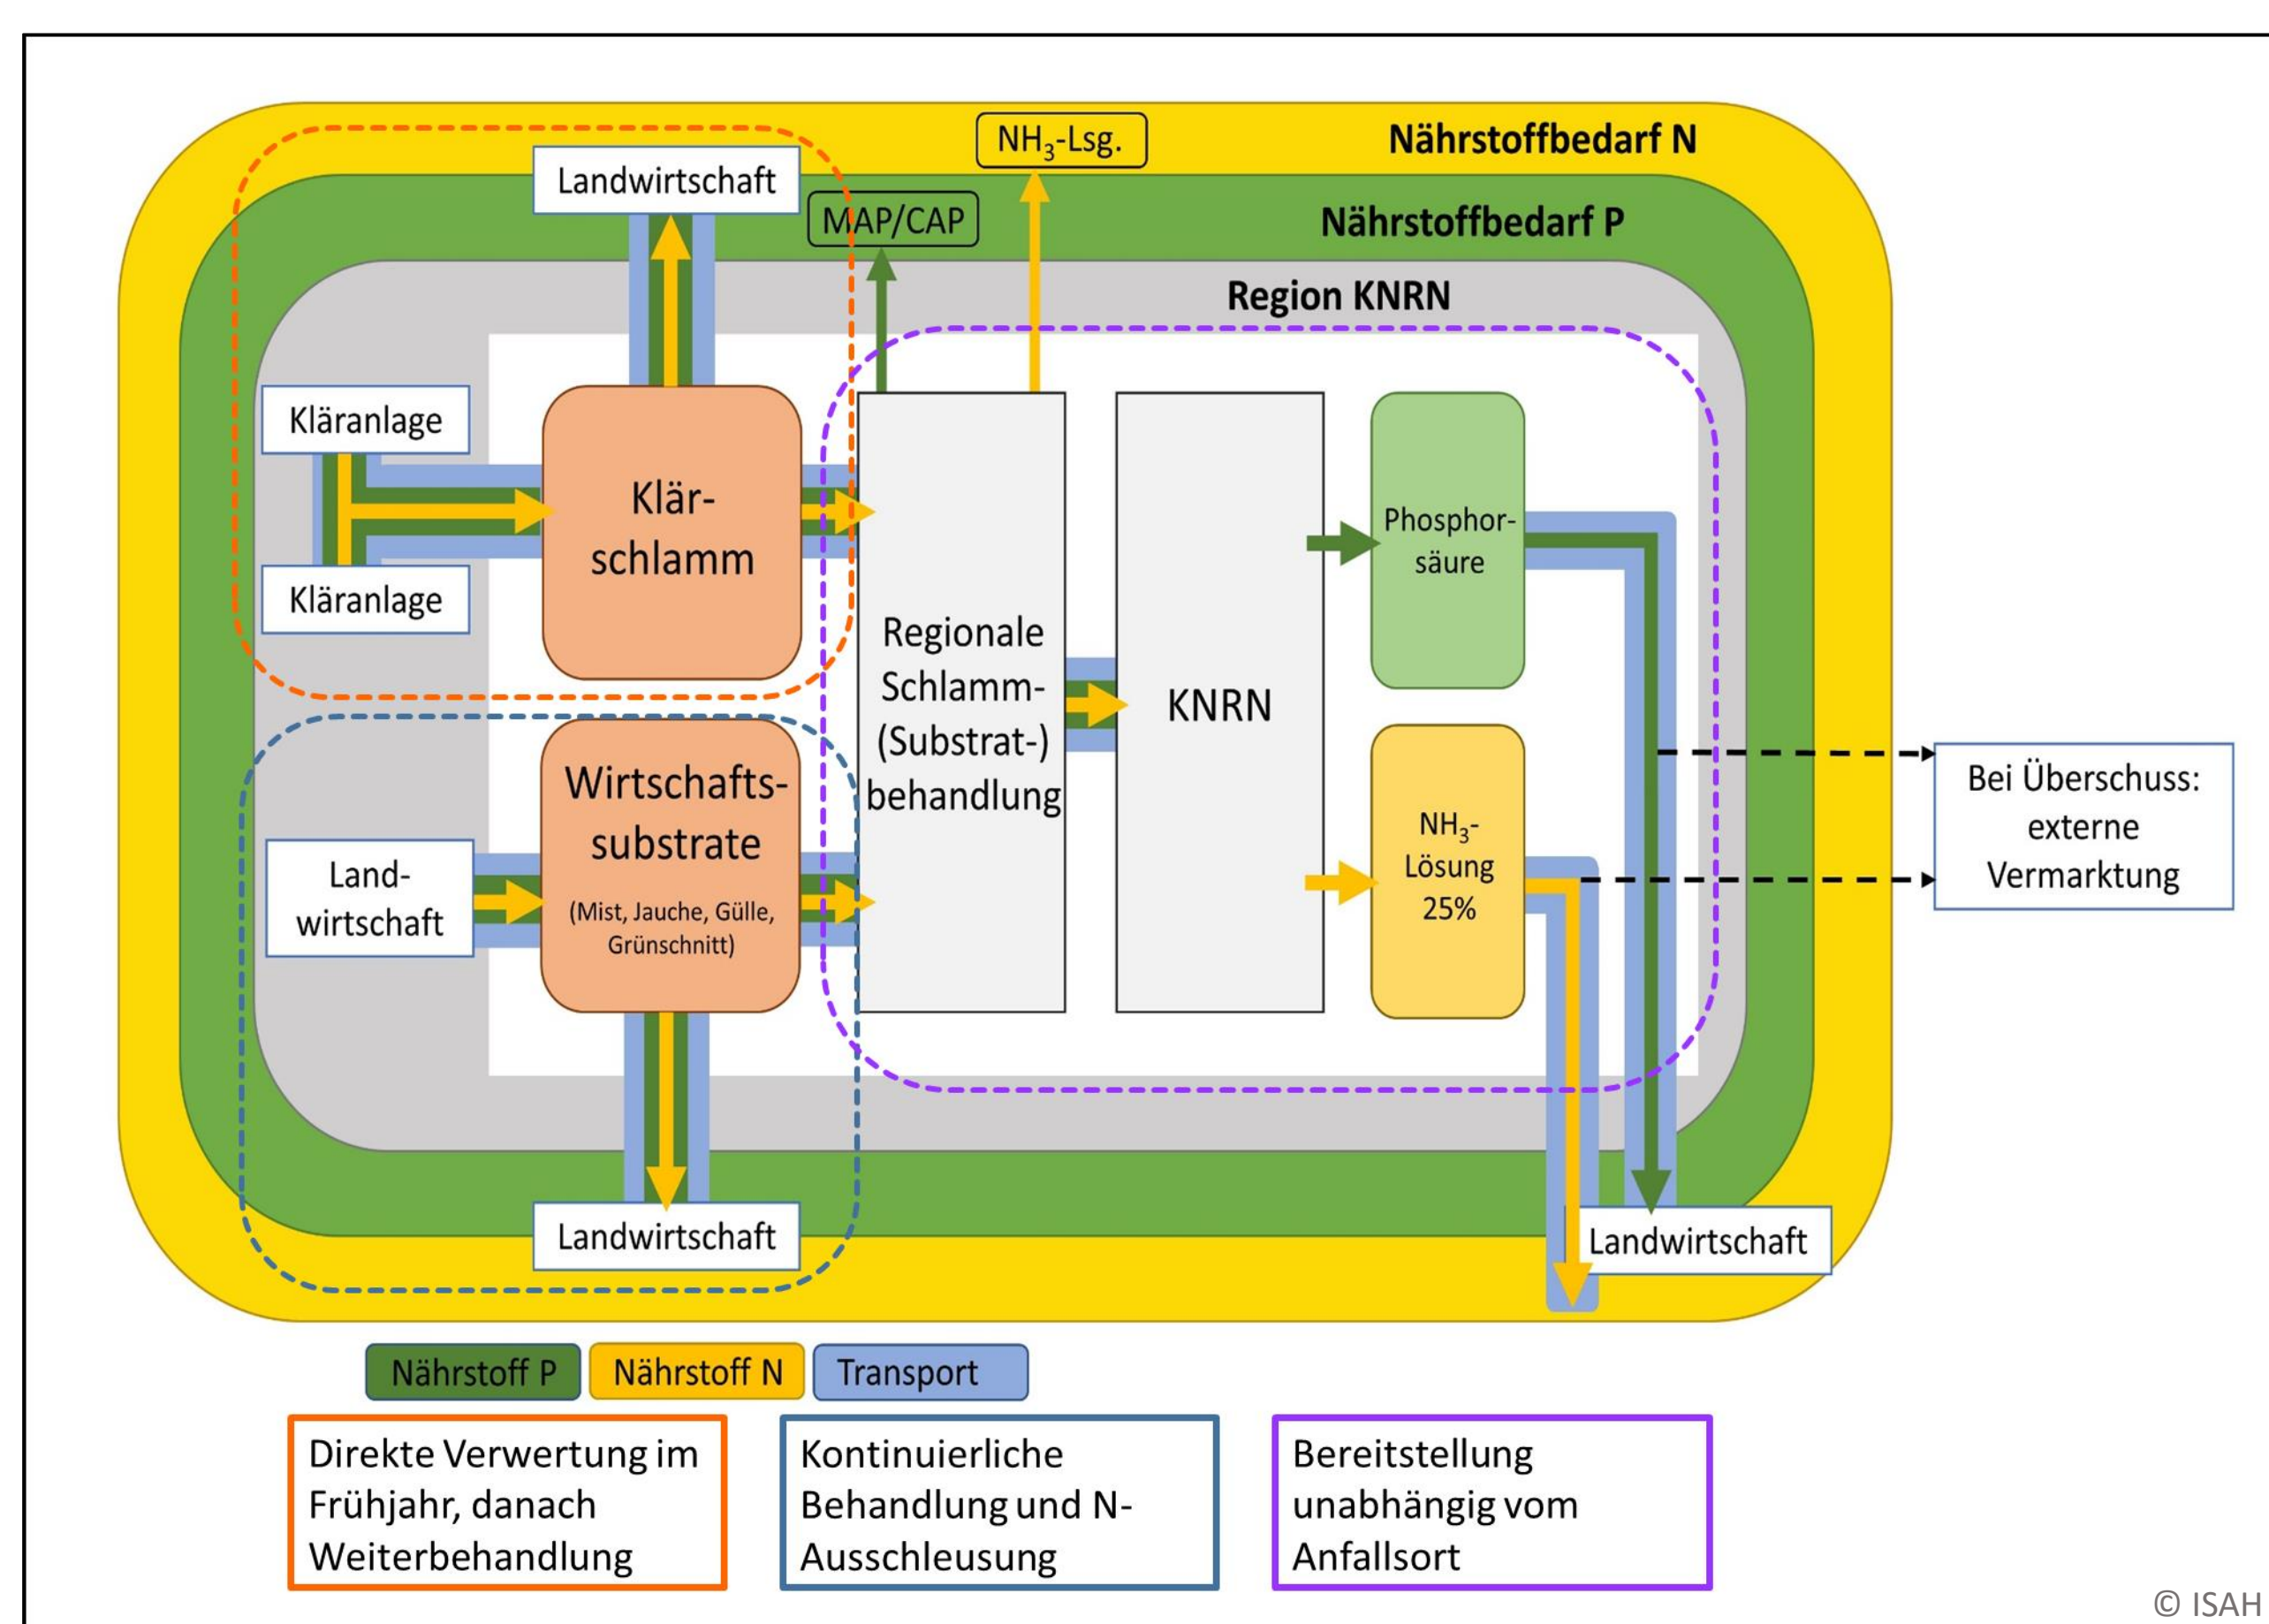 NH₃-Lsg.
Nährstoffbedarf N
Landwirtschaft
MAP/CAP
Nährstoffbedarf P
Region KNRN
Kläranlage
Klär-
schlamm
Kläranlage
Regionale
Schlamm-
(Substrat-)
behandlung
KNRN
Phosphor-
säure
Land-
wirtschaft
Wirtschafts-
substrate
(Mist, Jauche, Gülle,
Grünschnitt)
NH₃-
Lösung
25%
Bei Überschuss:
externe
Vermarktung
Landwirtschaft
Landwirtschaft
Nährstoff P
Nährstoff N
Transport
Direkte Verwertung im
Frühjahr, danach
Weiterbehandlung
Kontinuierliche
Behandlung und N-
Ausschleusung
Bereitstellung
unabhängig vom
Anfallsort
© ISAH